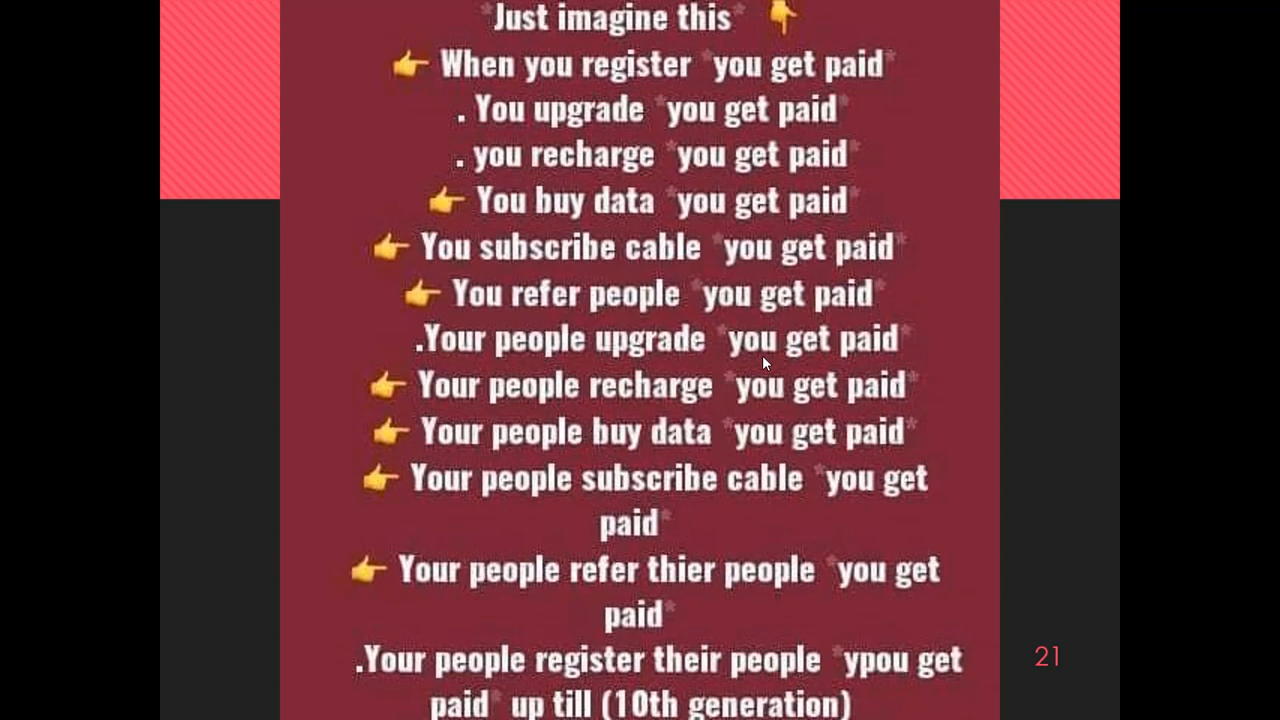 *Just imagine this* 👇
👉 When you register *you get paid*
. You upgrade *you get paid*
. you recharge *you get paid*
👉 You buy data *you get paid*
👉 You subscribe cable *you get paid*
👉 You refer people *you get paid*
.Your people upgrade *you get paid*
👉 Your people recharge *you get paid*
👉 Your people buy data *you get paid*
👉 Your people subscribe cable *you get
paid*
👉 Your people refer thier people *you get
paid*
.Your people register their people *ypou get
paid* up till (10th generation)
21